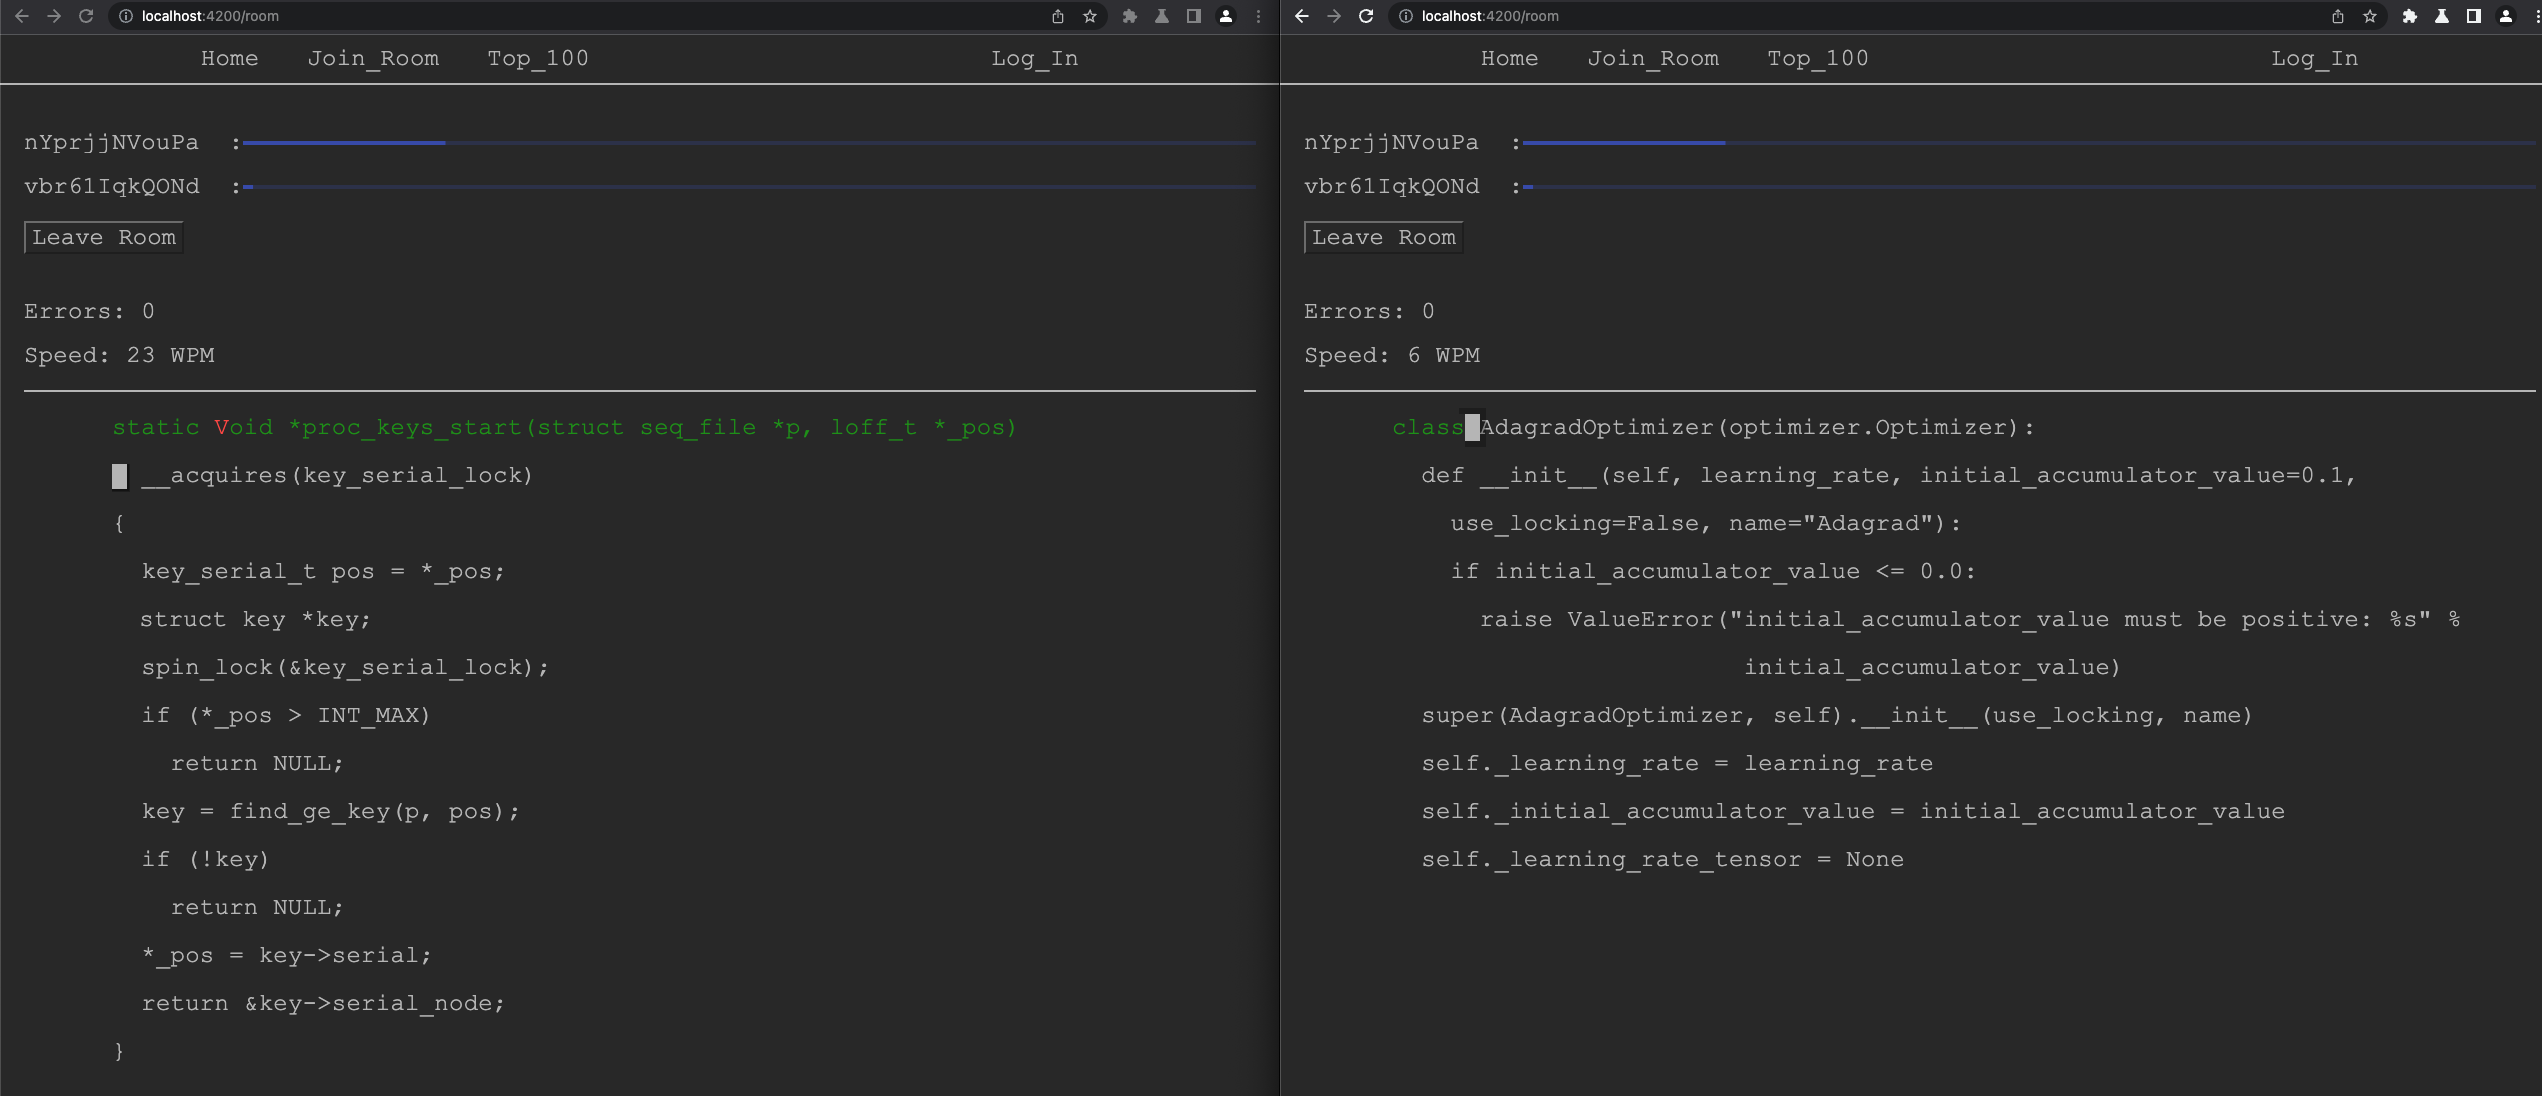 localhost:4200/room
Home Join_Room Top_100 Log_In
nYprjjNVouPa :
vbr61IqkQONd :
Leave Room
Errors: 0
Speed: 23 WPM
static Void *proc_keys_start(struct seq_file *p, loff_t *_pos)
__acquires(key_serial_lock)
{
key_serial_t pos = *_pos;
struct key *key;
spin_lock(&key_serial_lock);
if (*_pos > INT_MAX)
return NULL;
key = find_ge_key(p, pos);
if (!key)
return NULL;
*_pos = key->serial;
return &key->serial_node;
}
localhost:4200/room
Home Join_Room Top_100 Log_In
nYprjjNVouPa :
vbr61IqkQONd :
Leave Room
Errors: 0
Speed: 6 WPM
class AdagradOptimizer(optimizer.Optimizer):
def __init__(self, learning_rate, initial_accumulator_value=0.1,
use_locking=False, name="Adagrad"):
if initial_accumulator_value <= 0.0:
raise ValueError("initial_accumulator_value must be positive: %s" %
initial_accumulator_value)
super(AdagradOptimizer, self).__init__(use_locking, name)
self._learning_rate = learning_rate
self._initial_accumulator_value = initial_accumulator_value
self._learning_rate_tensor = None